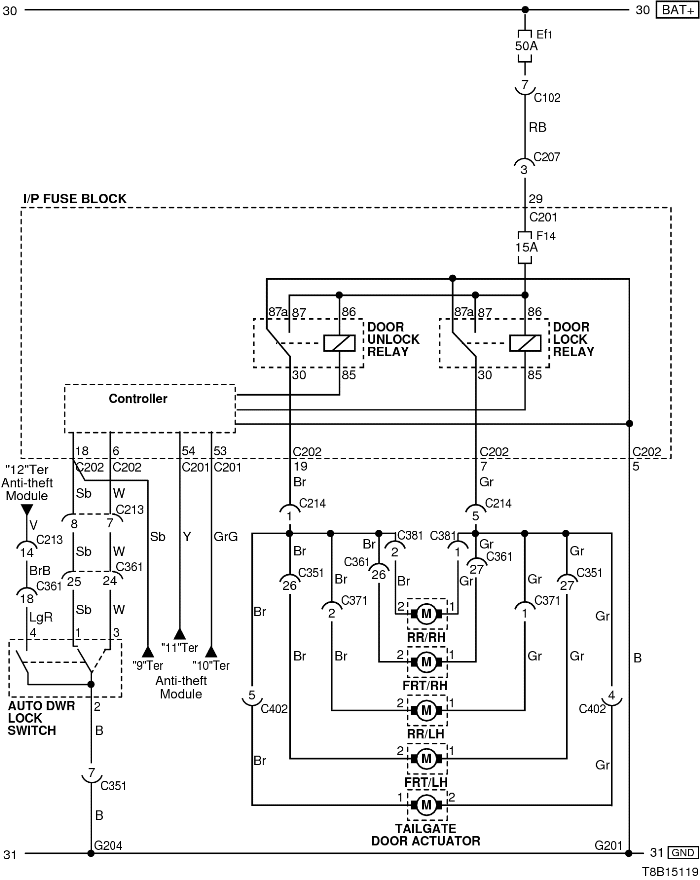 30
30 BAT+
Ef1
50A
7
C102
RB
C207
3
29
I/P FUSE BLOCK
C201
F14
15A
87a 87 86
87a 87 86
DOOR
UNLOCK
RELAY
DOOR
LOCK
RELAY
30 85
30 85
Controller
18 6 54 53 C202 C202 C202
C202 C202 C201 C201 19 7 5
"12"Ter
Anti-theft
Module
Sb W Br Gr
C213
C214 C214
8 7 1 5
V
C213
14
Sb W Sb Y GrG
C381 C381
2 1
Br Br Gr Gr
C361 C361
26 27
BrB
C361
25 24
C351 C351
26 27
C361
18
Br Gr
C371 C371
2 1
LgR
Sb W
Br Br Br Gr Gr Gr
2 M 1
RR/RH
4 1 3
"11"Ter
"9"Ter "10"Ter
Anti-theft
Module
2 M 1
FRT/RH
B
5 4
C402 C402
AUTO DWR
LOCK
SWITCH
2
B
2 M 1
RR/LH
Br Gr
2 M 1
FRT/LH
7
C351
B
1 M 2
TAILGATE
DOOR ACTUATOR
31 G204 G201 31 GND
T8B15119